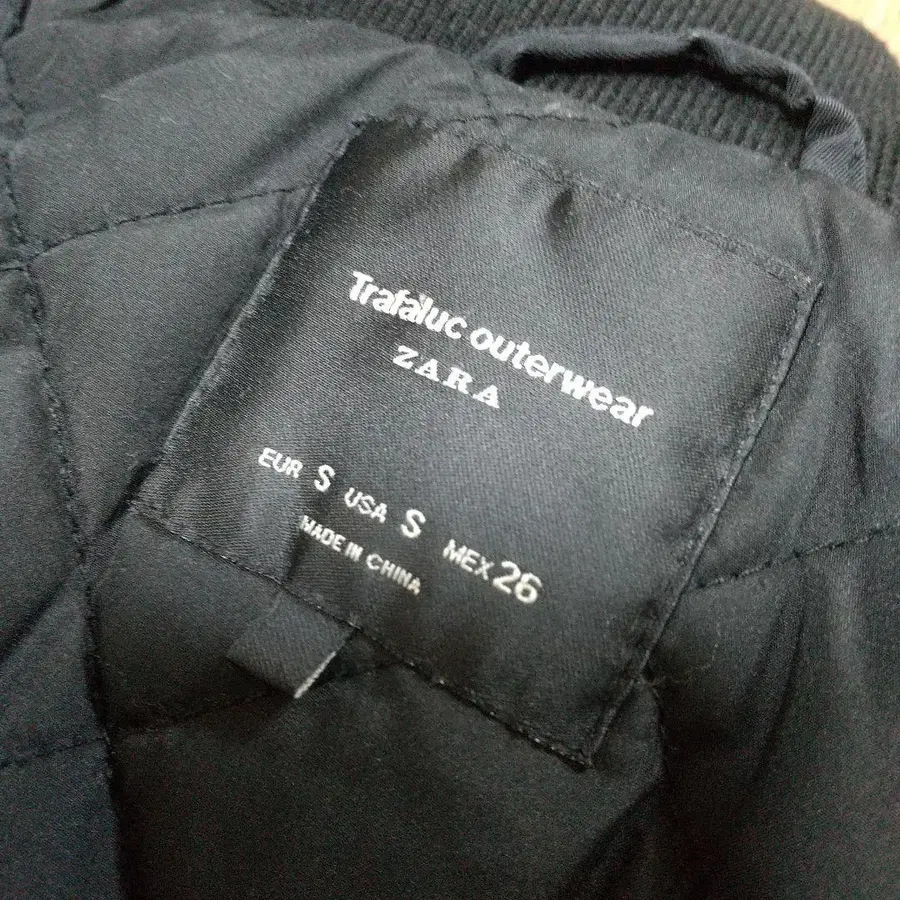 Trafaluc outerwear
ZARA
EUR S USA S MEX 26
MADE IN CHINA